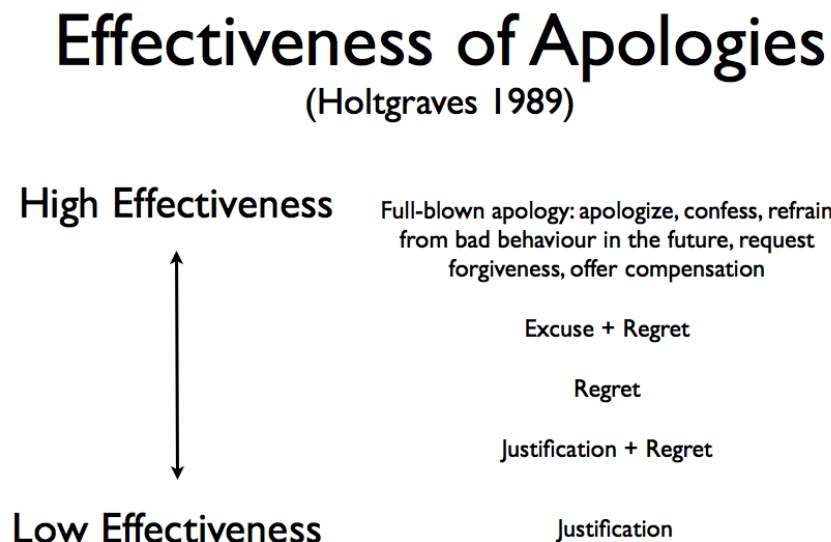 Effectiveness of Apologies
(Holtgraves 1989)
High Effectiveness
Full-blown apology: apologize, confess, refrain
from bad behaviour in the future, request
forgiveness, offer compensation
Excuse + Regret
Regret
Justification + Regret
Low Effectiveness
Justification